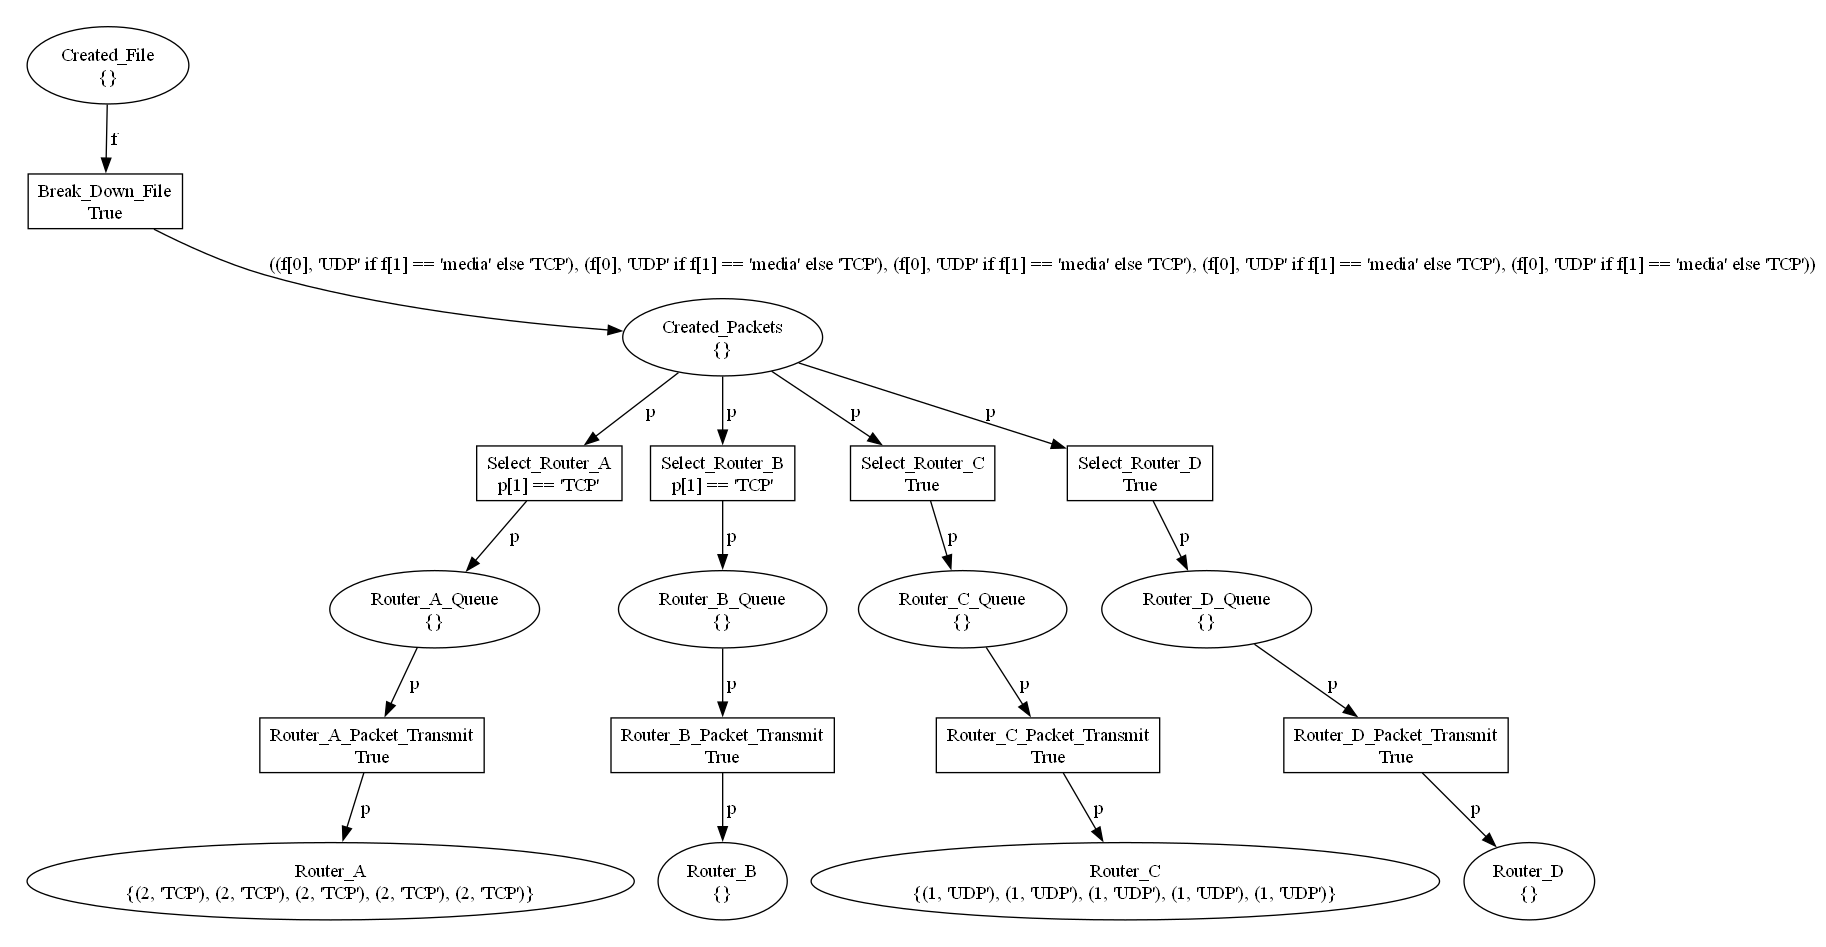 Created_File
{}
f
Break_Down_File
True
((f[0], 'UDP' if f[1] == 'media' else 'TCP'), (f[0], 'UDP' if f[1] == 'media' else 'TCP'), (f[0], 'UDP' if f[1] == 'media' else 'TCP'), (f[0], 'UDP' if f[1] == 'media' else 'TCP'), (f[0], 'UDP' if f[1] == 'media' else 'TCP'))
Created_Packets
{}
p
p
p
p
Select_Router_A
p[1] == 'TCP'
Select_Router_B
p[1] == 'TCP'
Select_Router_C
True
Select_Router_D
True
p
p
p
p
Router_A_Queue
{}
Router_B_Queue
{}
Router_C_Queue
{}
Router_D_Queue
{}
p
p
p
p
Router_A_Packet_Transmit
True
Router_B_Packet_Transmit
True
Router_C_Packet_Transmit
True
Router_D_Packet_Transmit
True
p
p
p
p
Router_A
{(2, 'TCP'), (2, 'TCP'), (2, 'TCP'), (2, 'TCP'), (2, 'TCP')}
Router_B
{}
Router_C
{(1, 'UDP'), (1, 'UDP'), (1, 'UDP'), (1, 'UDP'), (1, 'UDP')}
Router_D
{}